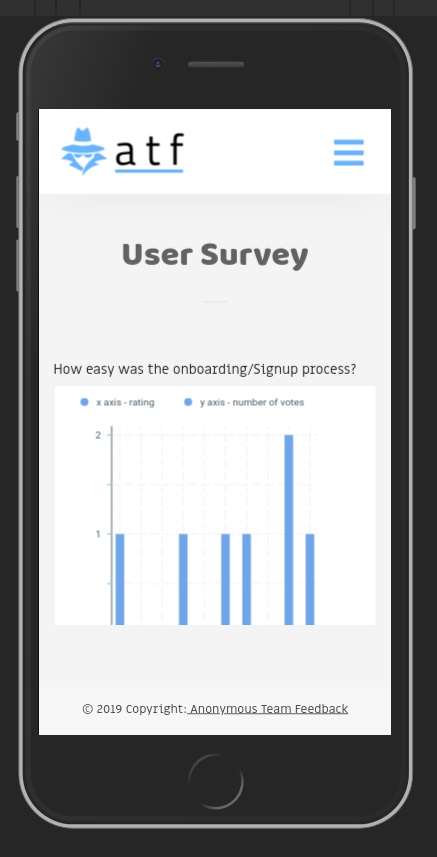 atf
User Survey
How easy was the onboarding/Signup process?
x axis - rating y axis - number of votes
2
1
© 2019 Copyright: Anonymous Team Feedback